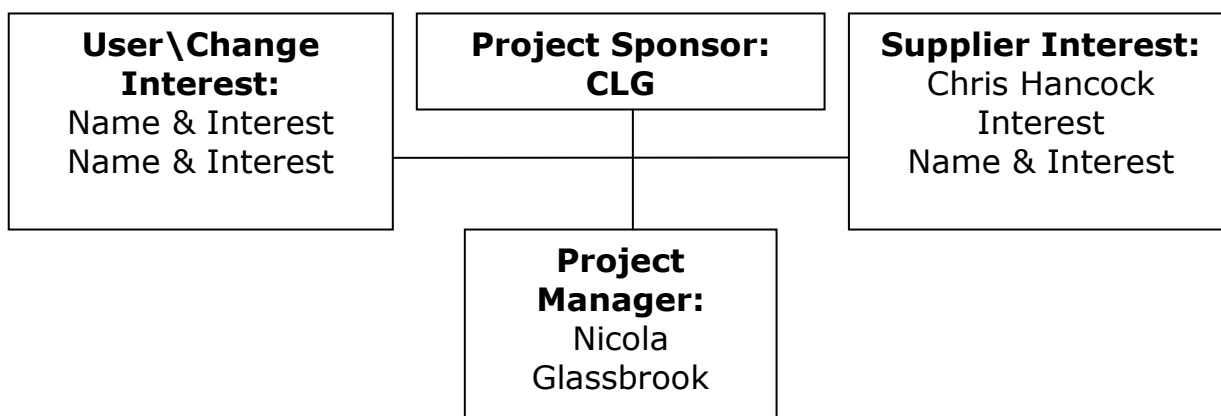 User\Change
Interest:
Name & Interest
Name & Interest
Project Sponsor:
CLG
Supplier Interest:
Chris Hancock
Interest
Name & Interest
Project
Manager:
Nicola
Glassbrook